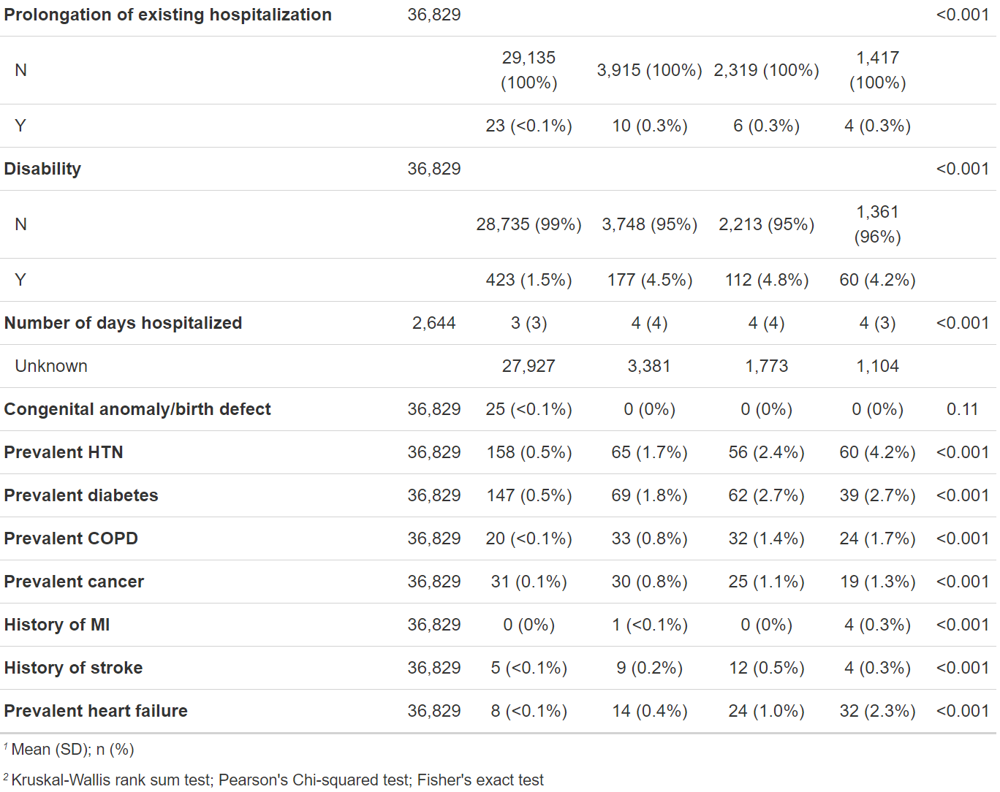 Prolongation of existing hospitalization 36,829 <0.001
N 29,135 (100%) 3,915 (100%) 2,319 (100%) 1,417 (100%)
Y 23 (<0.1%) 10 (0.3%) 6 (0.3%) 4 (0.3%)
Disability 36,829 <0.001
N 28,735 (99%) 3,748 (95%) 2,213 (95%) 1,361 (96%)
Y 423 (1.5%) 177 (4.5%) 112 (4.8%) 60 (4.2%)
Number of days hospitalized 2,644 3 (3) 4 (4) 4 (4) 4 (3) <0.001
Unknown 27,927 3,381 1,773 1,104
Congenital anomaly/birth defect 36,829 25 (<0.1%) 0 (0%) 0 (0%) 0 (0%) 0.11
Prevalent HTN 36,829 158 (0.5%) 65 (1.7%) 56 (2.4%) 60 (4.2%) <0.001
Prevalent diabetes 36,829 147 (0.5%) 69 (1.8%) 62 (2.7%) 39 (2.7%) <0.001
Prevalent COPD 36,829 20 (<0.1%) 33 (0.8%) 32 (1.4%) 24 (1.7%) <0.001
Prevalent cancer 36,829 31 (0.1%) 30 (0.8%) 25 (1.1%) 19 (1.3%) <0.001
History of MI 36,829 0 (0%) 1 (<0.1%) 0 (0%) 4 (0.3%) <0.001
History of stroke 36,829 5 (<0.1%) 9 (0.2%) 12 (0.5%) 4 (0.3%) <0.001
Prevalent heart failure 36,829 8 (<0.1%) 14 (0.4%) 24 (1.0%) 32 (2.3%) <0.001
1 Mean (SD); n (%)
2 Kruskal-Wallis rank sum test; Pearson's Chi-squared test; Fisher's exact test